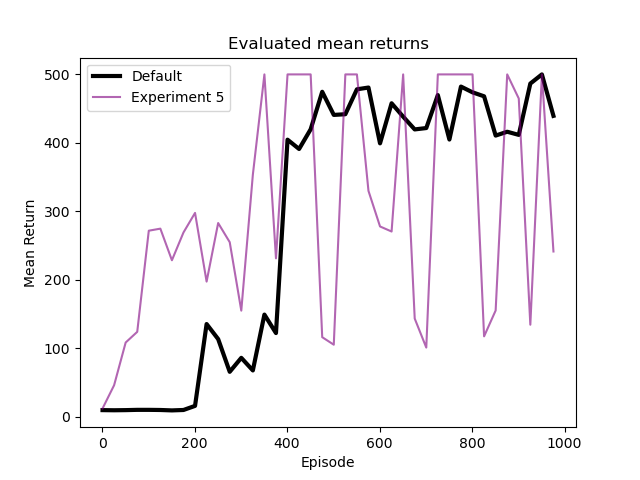 Evaluated mean returns
Default
Experiment 5
500
400
300
200
100
0
Mean Return
0 200 400 600 800 1000
Episode